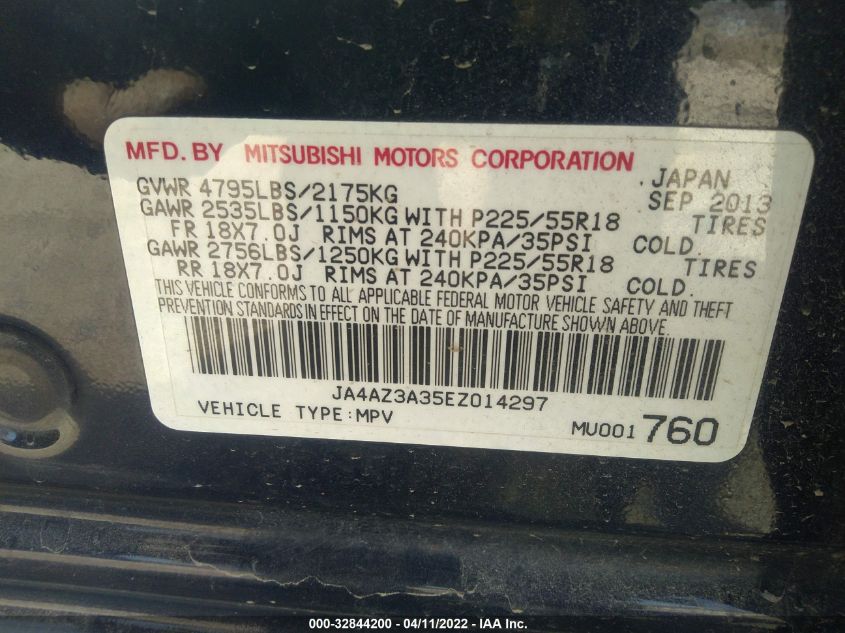 MFD. BY MITSUBISHI MOTORS CORPORATION JAPAN
GVWR 4795LBS/2175KG SEP 2013
GAWR 2535LBS/1150KG WITH P225/55R18 TIRES
FR 18X7.0J RIMS AT 240KPA/35PSI COLD.
GAWR 2756LBS/1250KG WITH P225/55R18 TIRES
RR 18X7.0J RIMS AT 240KPA/35PSI COLD.
THIS VEHICLE CONFORMS TO ALL APPLICABLE FEDERAL MOTOR VEHICLE SAFETY AND THEFT
PREVENTION STANDARDS IN EFFECT ON THE DATE OF MANUFACTURE SHOWN ABOVE.
JA4AZ3A35EZ014297
VEHICLE TYPE:MPV MU001 760
000-32844200 - 04/11/2022 - IAA Inc.